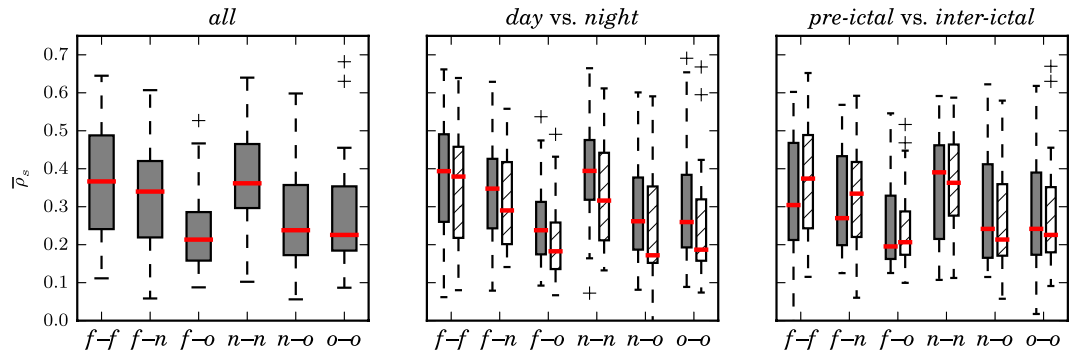 all
day vs. night
pre-ictal vs. inter-ictal
0.7
0.6
0.5
0.4
0.3
0.2
0.1
0.0
ρ̅ₛ
f–f f–n f–o n–n n–o o–o
f–f f–n f–o n–n n–o o–o
f–f f–n f–o n–n n–o o–o